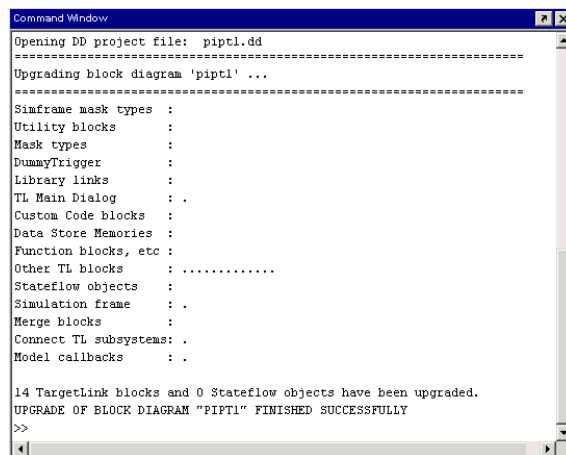 Command Window
Opening DD project file:  pipt1.dd
======================================================================
Upgrading block diagram 'pipt1' ...
======================================================================
Simframe mask types  :
Utility blocks       :
Mask types           :
DummyTrigger         :
Library links        :
TL Main Dialog       : .
Custom Code blocks   :
Data Store Memories  :
Function blocks, etc :
Other TL blocks      : .............
Stateflow objects    :
Simulation frame     : .
Merge blocks         :
Connect TL subsystems: .
Model callbacks      : .
14 TargetLink blocks and 0 Stateflow objects have been upgraded.
UPGRADE OF BLOCK DIAGRAM "PIPT1" FINISHED SUCCESSFULLY
>>